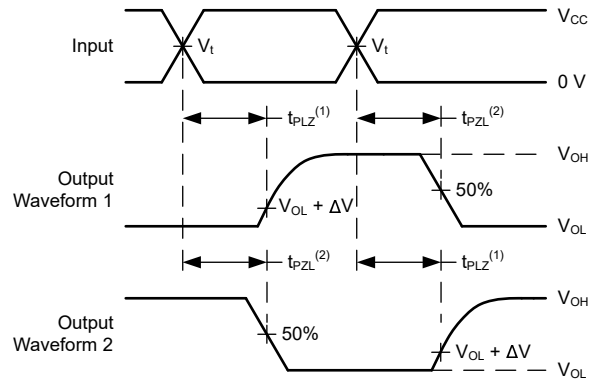 V_CC
Input
V_t
V_t
0 V
t_PLZ^(1)
t_PZL^(2)
V_OH
Output
Waveform 1
50%
V_OL + ΔV
V_OL
t_PZL^(2)
t_PLZ^(1)
V_OH
Output
Waveform 2
50%
V_OL + ΔV
V_OL